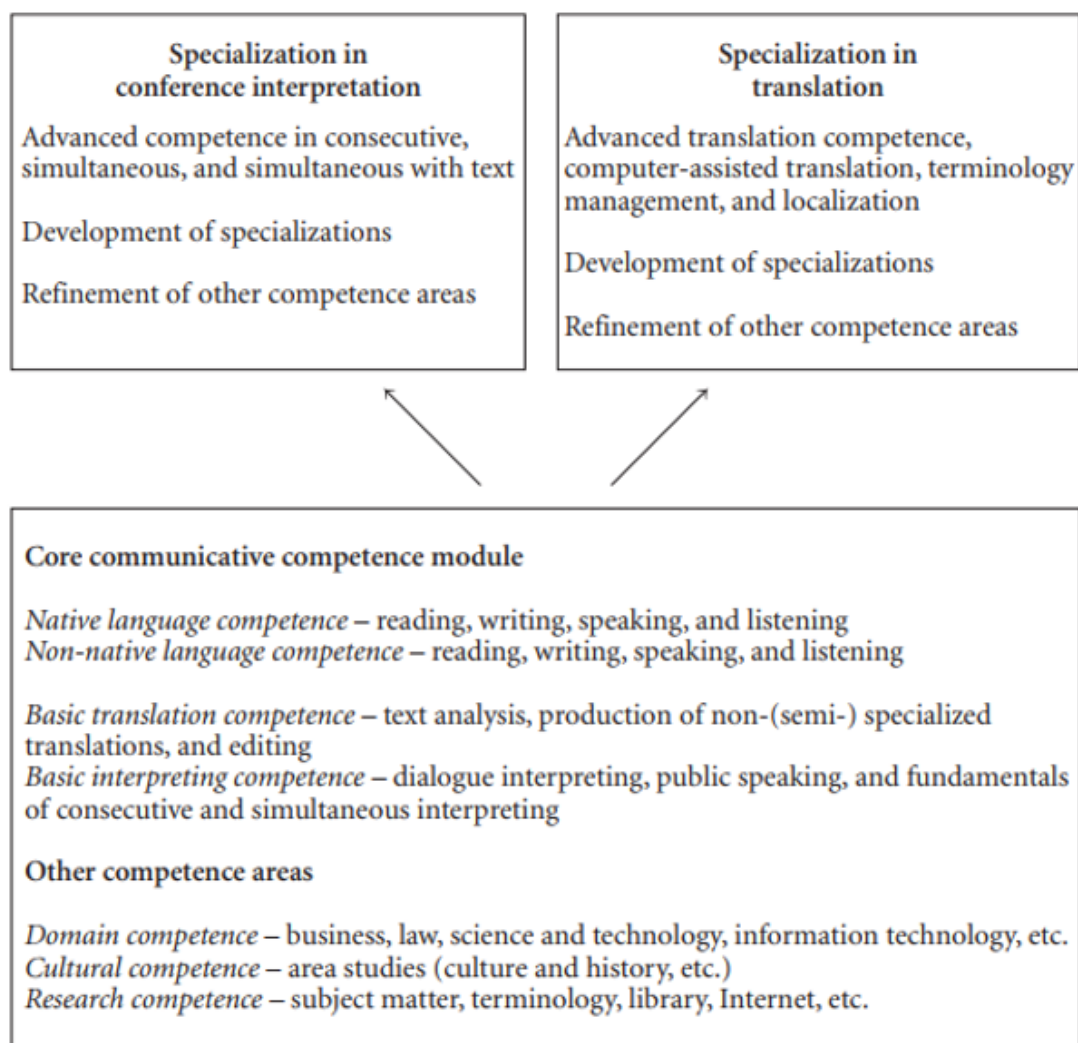 Specialization in
conference interpretation
Advanced competence in consecutive,
simultaneous, and simultaneous with text
Development of specializations
Refinement of other competence areas
Specialization in
translation
Advanced translation competence,
computer-assisted translation, terminology
management, and localization
Development of specializations
Refinement of other competence areas
Core communicative competence module
Native language competence – reading, writing, speaking, and listening
Non-native language competence – reading, writing, speaking, and listening
Basic translation competence – text analysis, production of non-(semi-) specialized
translations, and editing
Basic interpreting competence – dialogue interpreting, public speaking, and fundamentals
of consecutive and simultaneous interpreting
Other competence areas
Domain competence – business, law, science and technology, information technology, etc.
Cultural competence – area studies (culture and history, etc.)
Research competence – subject matter, terminology, library, Internet, etc.